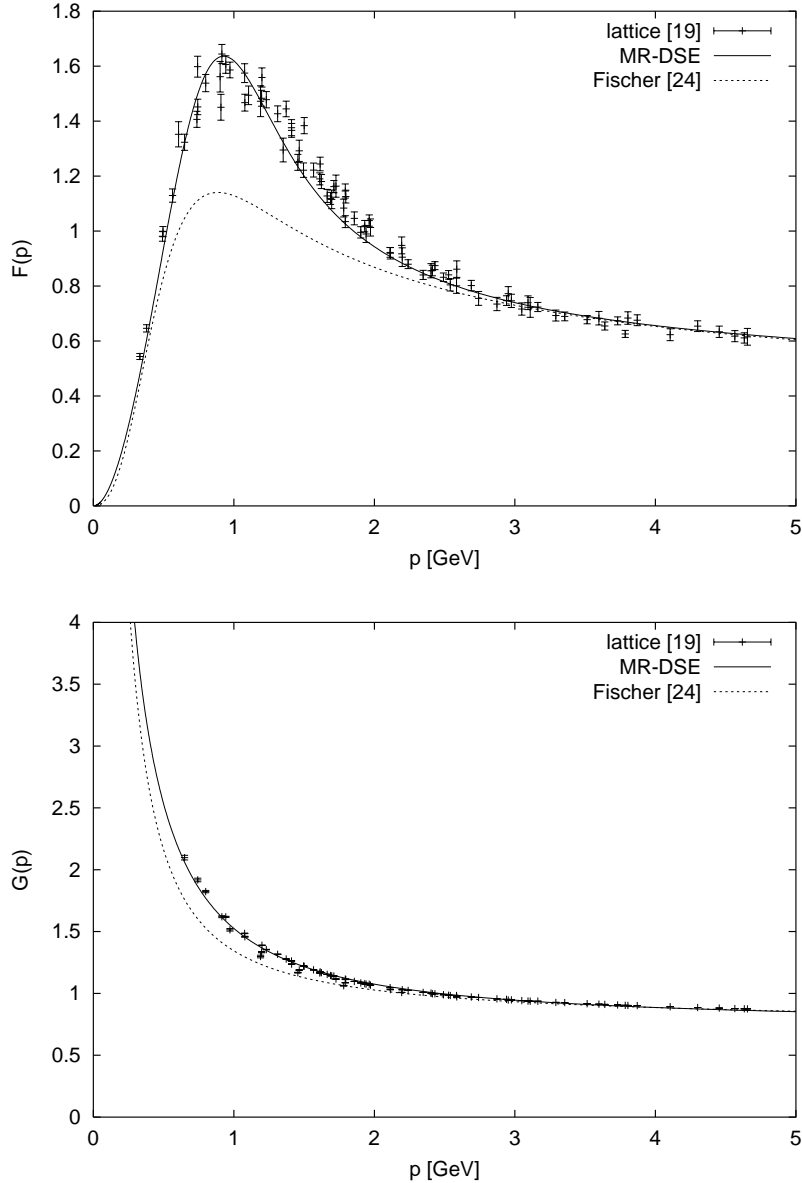 1.8
1.6
1.4
1.2
1
0.8
0.6
0.4
0.2
0
F(p)
lattice [19]
MR-DSE
Fischer [24]
0 1 2 3 4 5
p [GeV]
4
3.5
3
2.5
2
1.5
1
0.5
0
G(p)
lattice [19]
MR-DSE
Fischer [24]
0 1 2 3 4 5
p [GeV]